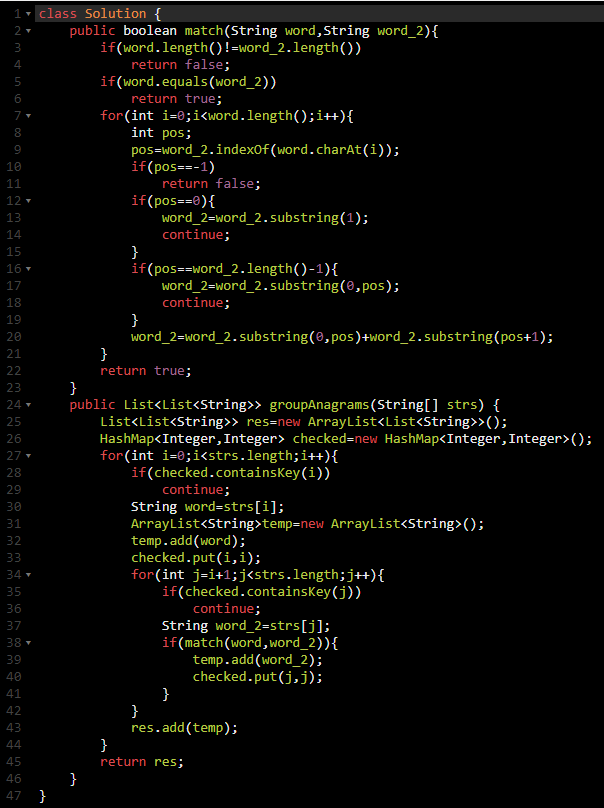 1 class Solution {
2     public boolean match(String word,String word_2){
3         if(word.length()!=word_2.length())
4             return false;
5         if(word.equals(word_2))
6             return true;
7         for(int i=0;i<word.length();i++){
8             int pos;
9             pos=word_2.indexOf(word.charAt(i));
10             if(pos==-1)
11                 return false;
12             if(pos==0){
13                 word_2=word_2.substring(1);
14                 continue;
15             }
16             if(pos==word_2.length()-1){
17                 word_2=word_2.substring(0,pos);
18                 continue;
19             }
20             word_2=word_2.substring(0,pos)+word_2.substring(pos+1);
21         }
22         return true;
23     }
24     public List<List<String>> groupAnagrams(String[] strs) {
25         List<List<String>> res=new ArrayList<List<String>>();
26         HashMap<Integer,Integer> checked=new HashMap<Integer,Integer>();
27         for(int i=0;i<strs.length;i++){
28             if(checked.containsKey(i))
29                 continue;
30             String word=strs[i];
31             ArrayList<String>temp=new ArrayList<String>();
32             temp.add(word);
33             checked.put(i,i);
34             for(int j=i+1;j<strs.length;j++){
35                 if(checked.containsKey(j))
36                     continue;
37                 String word_2=strs[j];
38                 if(match(word,word_2)){
39                     temp.add(word_2);
40                     checked.put(j,j);
41                 }
42             }
43             res.add(temp);
44         }
45         return res;
46     }
47 }